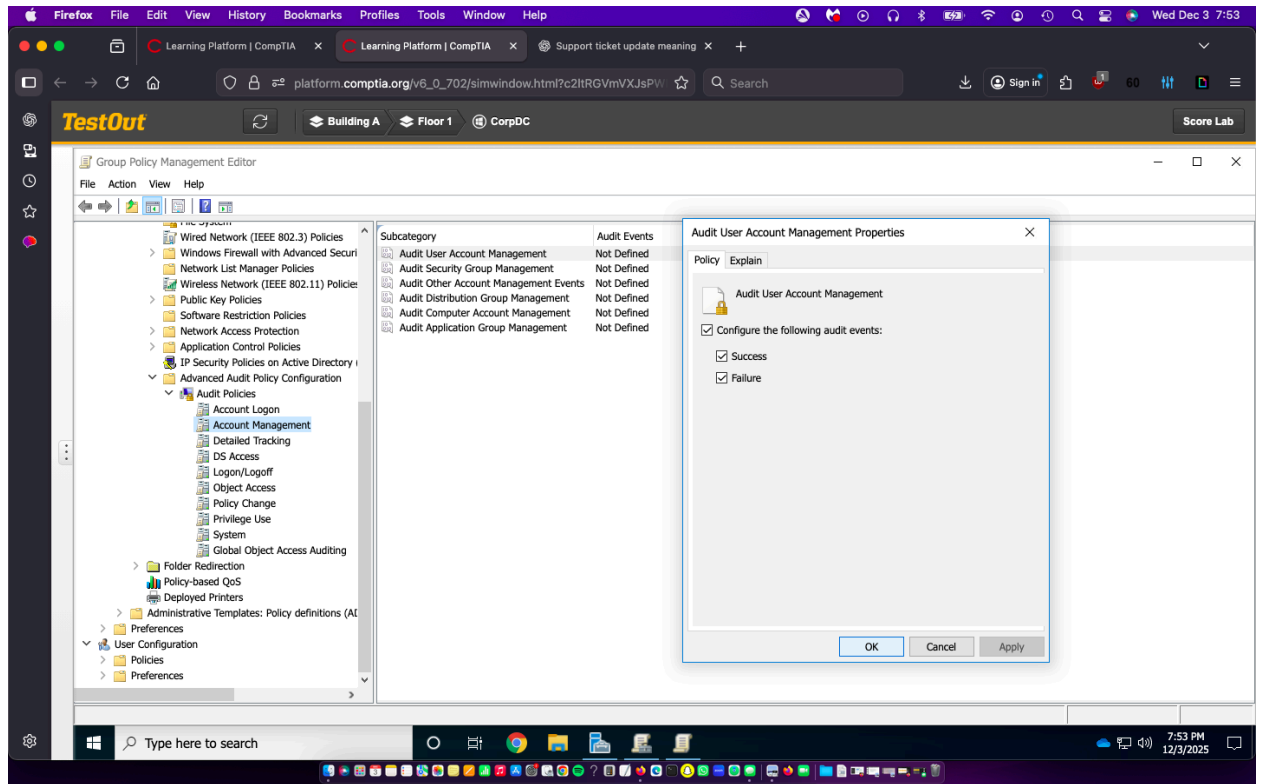 Firefox File Edit View History Bookmarks Profiles Tools Window Help Wed Dec 3 7:53
Learning Platform | CompTIA Learning Platform | CompTIA Support ticket update meaning
platform.comptia.org/v6_0_702/simwindow.html?c2ltRGVmVXJsPW Search Sign in 60
TestOut Building A Floor 1 CorpDC Score Lab
Group Policy Management Editor
File Action View Help
File System
Wired Network (IEEE 802.3) Policies
Windows Firewall with Advanced Securi
Network List Manager Policies
Wireless Network (IEEE 802.11) Policies
Public Key Policies
Software Restriction Policies
Network Access Protection
Application Control Policies
IP Security Policies on Active Directory
Advanced Audit Policy Configuration
Audit Policies
Account Logon
Account Management
Detailed Tracking
DS Access
Logon/Logoff
Object Access
Policy Change
Privilege Use
System
Global Object Access Auditing
Folder Redirection
Policy-based QoS
Deployed Printers
Administrative Templates: Policy definitions (AD
Preferences
User Configuration
Policies
Preferences
Subcategory Audit Events
Audit User Account Management Not Defined
Audit Security Group Management Not Defined
Audit Other Account Management Events Not Defined
Audit Distribution Group Management Not Defined
Audit Computer Account Management Not Defined
Audit Application Group Management Not Defined
Audit User Account Management Properties
Policy Explain
Audit User Account Management
Configure the following audit events:
Success
Failure
OK Cancel Apply
Type here to search
7:53 PM
12/3/2025